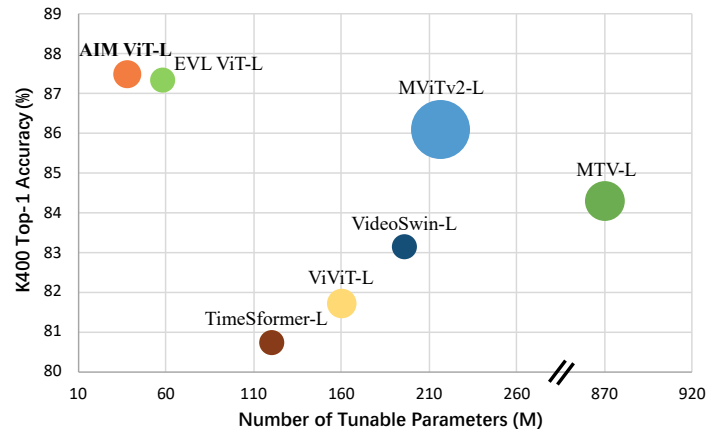 89
88
87
86
85
84
83
82
81
80
10
60
110
160
210
260
870
920
K400 Top-1 Accuracy (%)
Number of Tunable Parameters (M)
AIM ViT-L
EVL ViT-L
MViTv2-L
MTV-L
VideoSwin-L
ViViT-L
TimeSformer-L